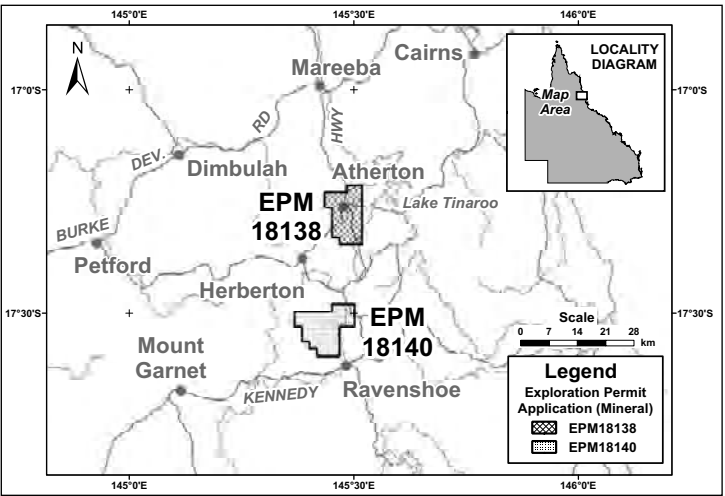 145°0'E
145°0'E
146°0'E
N
Cairns
Mareeba
17°0'S
17°0'S
LOCALITY
DIAGRAM
Map
Area
RD
HWY
DEV.
Dimbulah
Atherton
EPM
18138
Lake Tinaroo
BURKE
Petford
Herberton
17°30'S
17°30'S
EPM
18140
Scale
0 7 14 21 28
km
Mount
Garnet
KENNEDY
Ravenshoe
Legend
Exploration Permit
Application (Mineral)
EPM18138
EPM18140
145°0'E
145°0'E
146°0'E